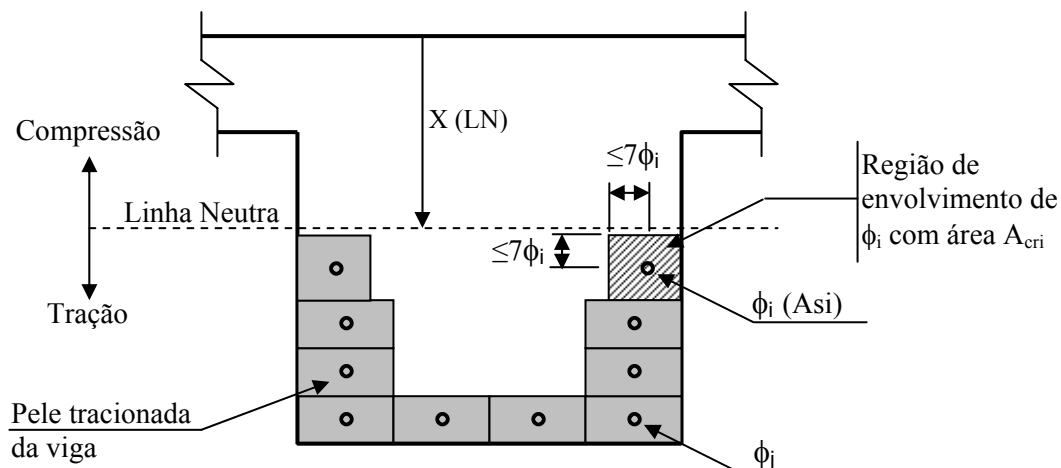 Compressão
X (LN)
≤7ϕi
Região de
envolvimento de
ϕi com área Acri
Linha Neutra
≤7ϕi
Tração
ϕi (Asi)
Pele tracionada
da viga
ϕj